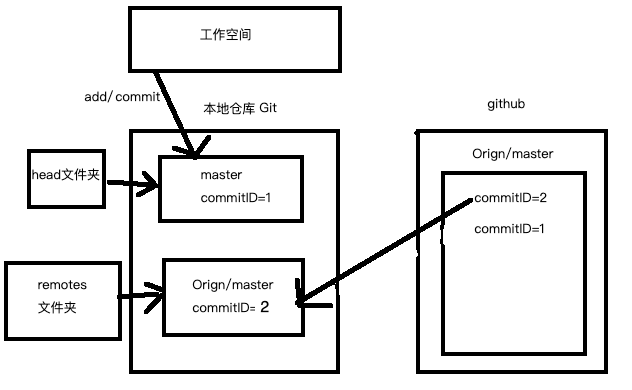 工作空间
add/ commit
本地仓库 Git
github
head文件夹
master
commitID=1
Orign/master
commitID=2
commitID=1
remotes
文件夹
Orign/master
commitID= 2